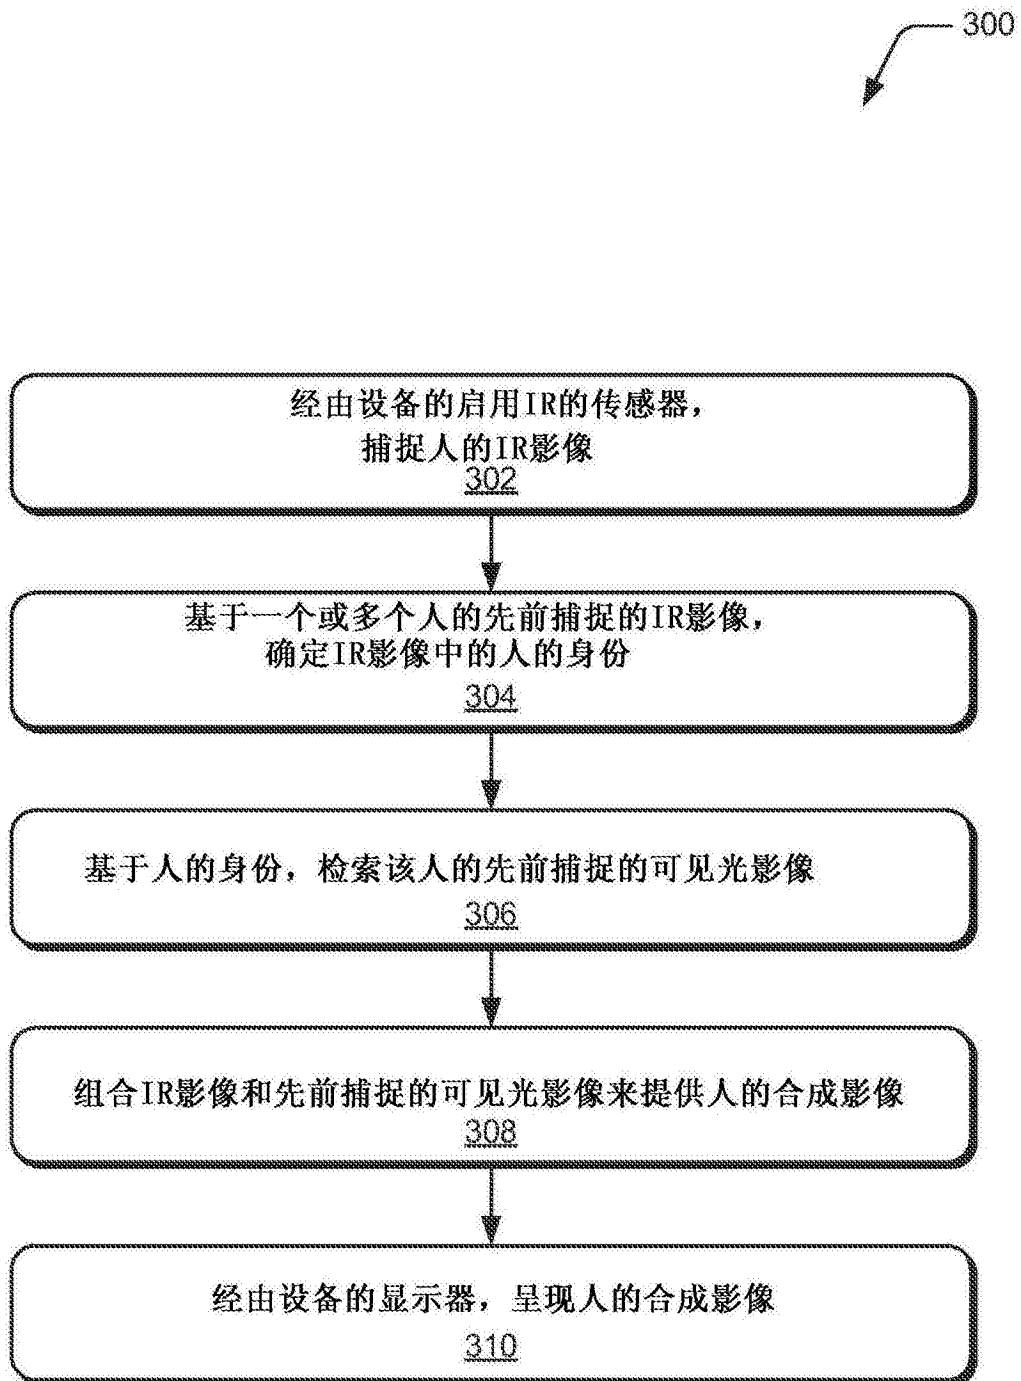 300
经由设备的启用IR的传感器，
捕捉人的IR影像
302
基于一个或多个人的先前捕捉的IR影像，
确定IR影像中的人的身份
304
基于人的身份，检索该人的先前捕捉的可见光影像
306
组合IR影像和先前捕捉的可见光影像来提供人的合成影像
308
经由设备的显示器，呈现人的合成影像
310